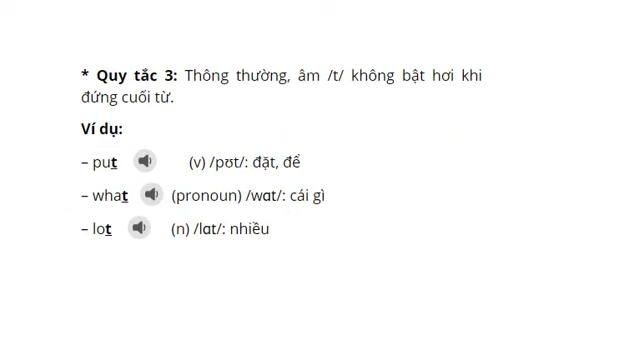 * Quy tắc 3: Thông thường, âm /t/ không bật hơi khi
đứng cuối từ.
Ví dụ:
– put (v) /pʊt/: đặt, để
– what (pronoun) /wɑt/: cái gì
– lot (n) /lɑt/: nhiều